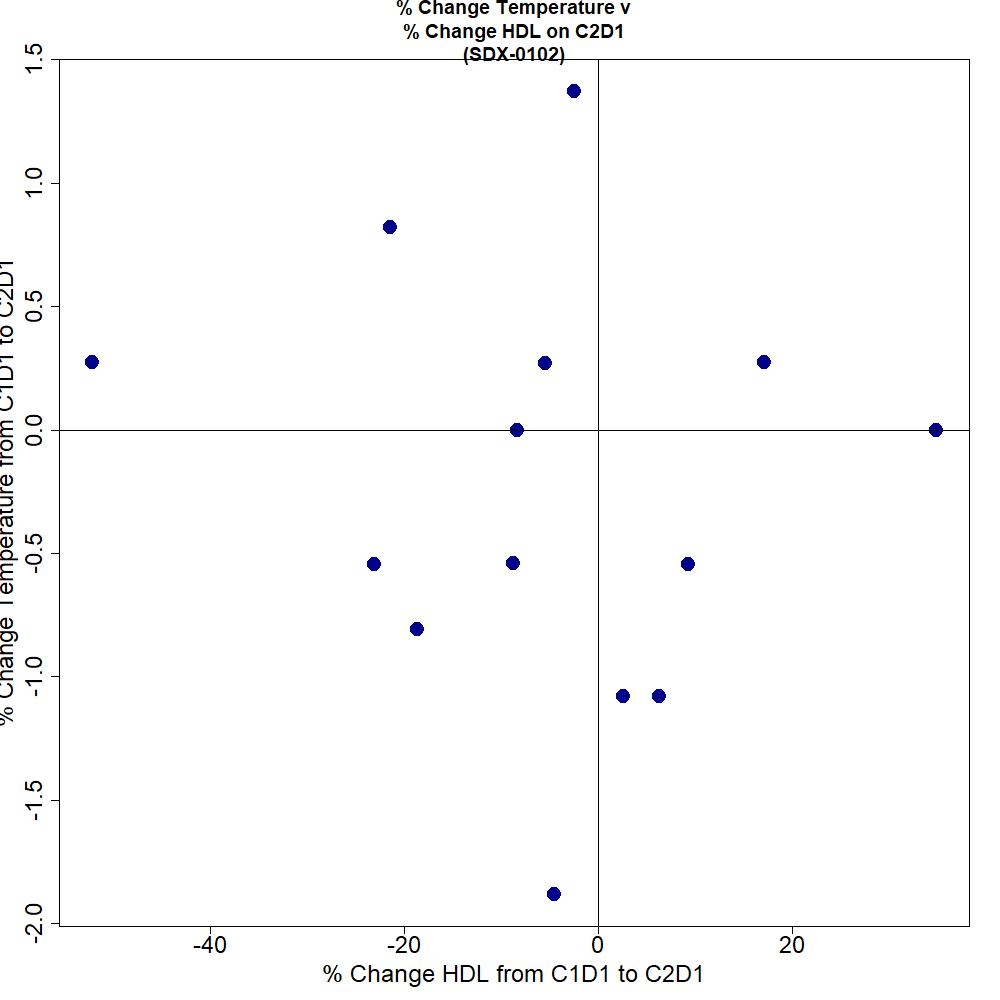 % Change Temperature v
% Change HDL on C2D1
(SDX-0102)
% Change Temperature from C1D1 to C2D1
1.5
1.0
0.5
0.0
-0.5
-1.0
-1.5
-2.0
-40
-20
0
20
% Change HDL from C1D1 to C2D1